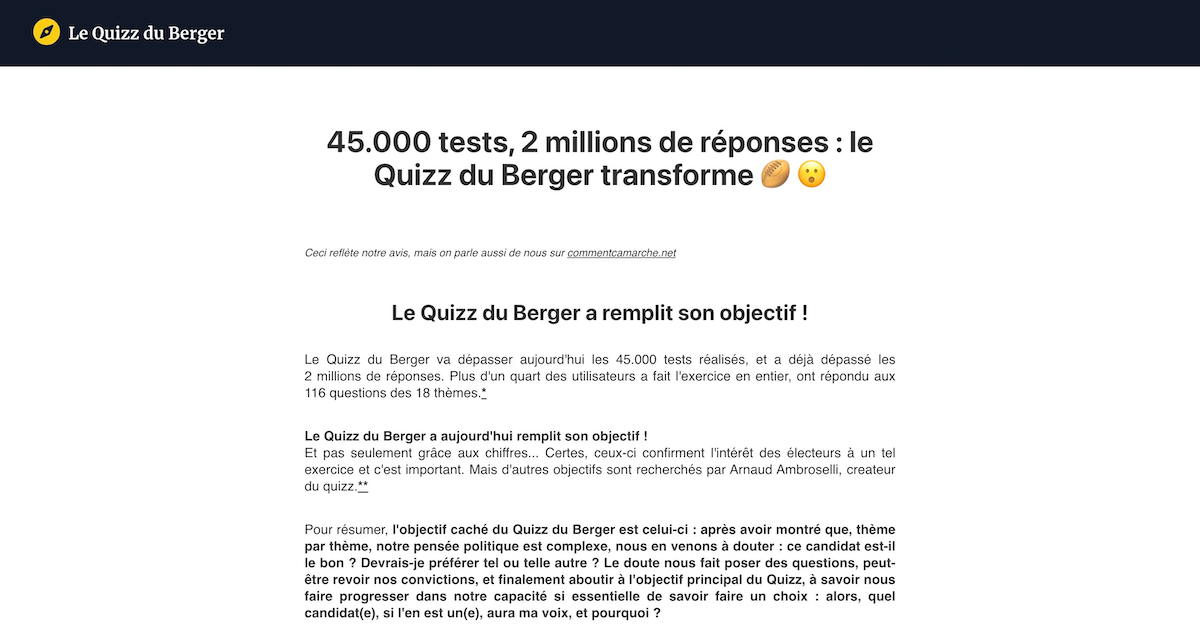 Le Quizz du Berger
45.000 tests, 2 millions de réponses : le
Quizz du Berger transforme 🏉 😮
Ceci reflète notre avis, mais on parle aussi de nous sur commentcamarche.net
Le Quizz du Berger a remplit son objectif !
Le Quizz du Berger va dépasser aujourd'hui les 45.000 tests réalisés, et a déjà dépassé les
2 millions de réponses. Plus d'un quart des utilisateurs a fait l'exercice en entier, ont répondu aux
116 questions des 18 thèmes.*
Le Quizz du Berger a aujourd'hui remplit son objectif !
Et pas seulement grâce aux chiffres... Certes, ceux-ci confirment l'intérêt des électeurs à un tel
exercice et c'est important. Mais d'autres objectifs sont recherchés par Arnaud Ambroselli, createur
du quizz.**
Pour résumer, l'objectif caché du Quizz du Berger est celui-ci : après avoir montré que, thème
par thème, notre pensée politique est complexe, nous en venons à douter : ce candidat est-il
le bon ? Devrais-je préférer tel ou telle autre ? Le doute nous fait poser des questions, peut-
être revoir nos convictions, et finalement aboutir à l'objectif principal du Quizz, à savoir nous
faire progresser dans notre capacité si essentielle de savoir faire un choix : alors, quel
candidat(e), si l'en est un(e), aura ma voix, et pourquoi ?